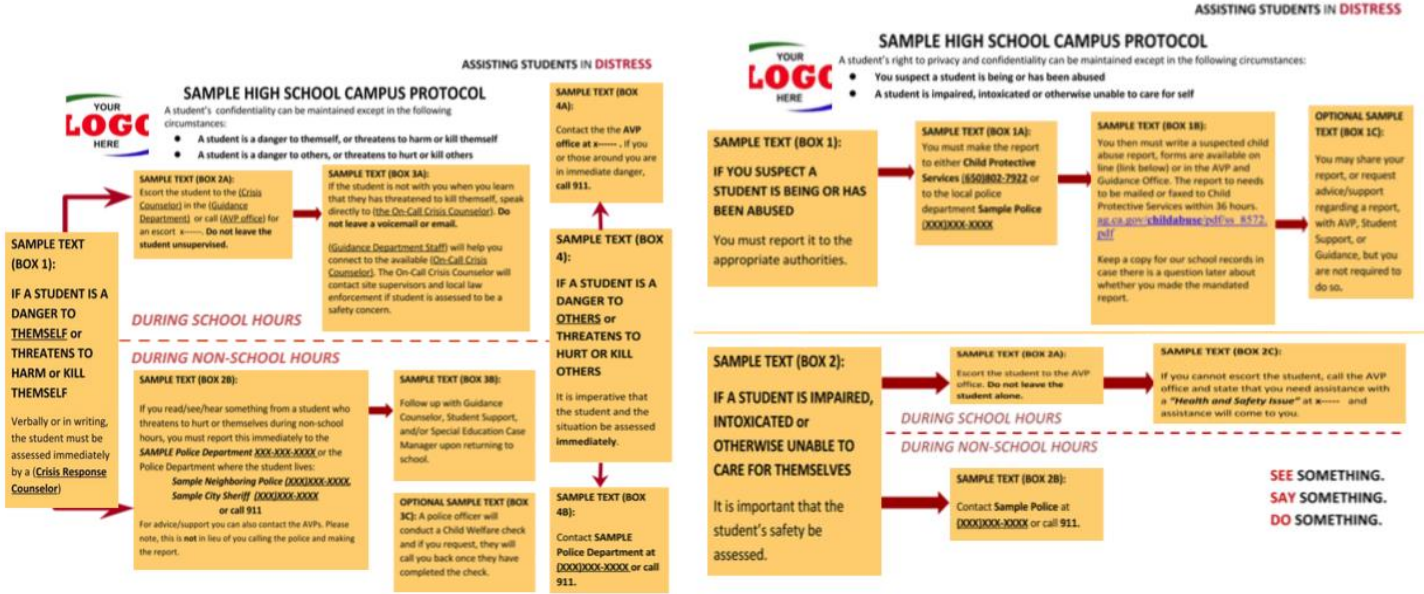 ASSISTING STUDENTS IN DISTRESS
YOUR
LOGO
HERE
SAMPLE HIGH SCHOOL CAMPUS PROTOCOL
A student's confidentiality can be maintained except in the following
circumstances:
● A student is a danger to themself, or threatens to harm or kill themself
● A student is a danger to others, or threatens to hurt or kill others
SAMPLE TEXT
(BOX 1):
IF A STUDENT IS A
DANGER TO
THEMSELF or
THREATENS TO
HARM or KILL
THEMSELF
Verbally or in writing,
the student must be
assessed immediately
by a (Crisis Response
Counselor)
SAMPLE TEXT (BOX 2A):
Escort the student to the (Crisis
Counselor) in the (Guidance
Department) or call (AVP office) for
an escort x-----. Do not leave the
student unsupervised.
SAMPLE TEXT (BOX 3A):
If the student is not with you when you learn
that they has threatened to kill themself, speak
directly to (the On-Call Crisis Counselor). Do
not leave a voicemail or email.
(Guidance Department Staff) will help you
connect to the available (On-Call Crisis
Counselor). The On-Call Crisis Counselor will
contact site supervisors and local law
enforcement if student is assessed to be a
safety concern.
DURING SCHOOL HOURS
DURING NON-SCHOOL HOURS
SAMPLE TEXT (BOX 2B):
If you read/see/hear something from a student who
threatens to hurt or themselves during non-school
hours, you must report this immediately to the
SAMPLE Police Department XXX-XXX-XXXX or the
Police Department where the student lives:
Sample Neighboring Police (XXX)XXX-XXXX,
Sample City Sheriff (XXX)XXX-XXXX
or call 911
For advice/support you can also contact the AVPs. Please
note, this is not in lieu of you calling the police and making
the report.
SAMPLE TEXT (BOX 3B):
Follow up with Guidance
Counselor, Student Support,
and/or Special Education Case
Manager upon returning to
school.
OPTIONAL SAMPLE TEXT (BOX
3C): A police officer will
conduct a Child Welfare check
and if you request, they will
call you back once they have
completed the check.
SAMPLE TEXT (BOX
4A):
Contact the the AVP
office at x----- . If you
or those around you are
in immediate danger,
call 911.
SAMPLE TEXT (BOX
4):
IF A STUDENT IS A
DANGER TO
OTHERS or
THREATENS TO
HURT OR KILL
OTHERS
It is imperative that
the student and the
situation be assessed
immediately.
SAMPLE TEXT (BOX
4B):
Contact SAMPLE
Police Department at
(XXX)XXX-XXXX or call
911.
ASSISTING STUDENTS IN DISTRESS
YOUR
LOGO
HERE
SAMPLE HIGH SCHOOL CAMPUS PROTOCOL
A student's right to privacy and confidentiality can be maintained except in the following circumstances:
● You suspect a student is being or has been abused
● A student is impaired, intoxicated or otherwise unable to care for self
SAMPLE TEXT (BOX 1):
IF YOU SUSPECT A
STUDENT IS BEING OR HAS
BEEN ABUSED
You must report it to the
appropriate authorities.
SAMPLE TEXT (BOX 1A):
You must make the report
to either Child Protective
Services (650)802-7922 or
to the local police
department Sample Police
(XXX)XXX-XXXX
SAMPLE TEXT (BOX 1B):
You then must write a suspected child
abuse report, forms are available on
line (link below) or in the AVP and
Guidance Office. The report to needs
to be mailed or faxed to Child
Protective Services within 36 hours.
ag.ca.gov/childabuse/pdf/ss_8572.
pdf
Keep a copy for our school records in
case there is a question later about
whether you made the mandated
report.
OPTIONAL SAMPLE
TEXT (BOX 1C):
You may share your
report, or request
advice/support
regarding a report,
with AVP, Student
Support, or
Guidance, but you
are not required to
do so.
SAMPLE TEXT (BOX 2):
IF A STUDENT IS IMPAIRED,
INTOXICATED or
OTHERWISE UNABLE TO
CARE FOR THEMSELVES
It is important that the
student's safety be
assessed.
SAMPLE TEXT (BOX 2A):
Escort the student to the AVP
office. Do not leave the
student alone.
SAMPLE TEXT (BOX 2C):
If you cannot escort the student, call the AVP
office and state that you need assistance with
a "Health and Safety Issue" at x----- and
assistance will come to you.
DURING SCHOOL HOURS
DURING NON-SCHOOL HOURS
SAMPLE TEXT (BOX 2B):
Contact Sample Police at
(XXX)XXX-XXXX or call 911.
SEE SOMETHING.
SAY SOMETHING.
DO SOMETHING.